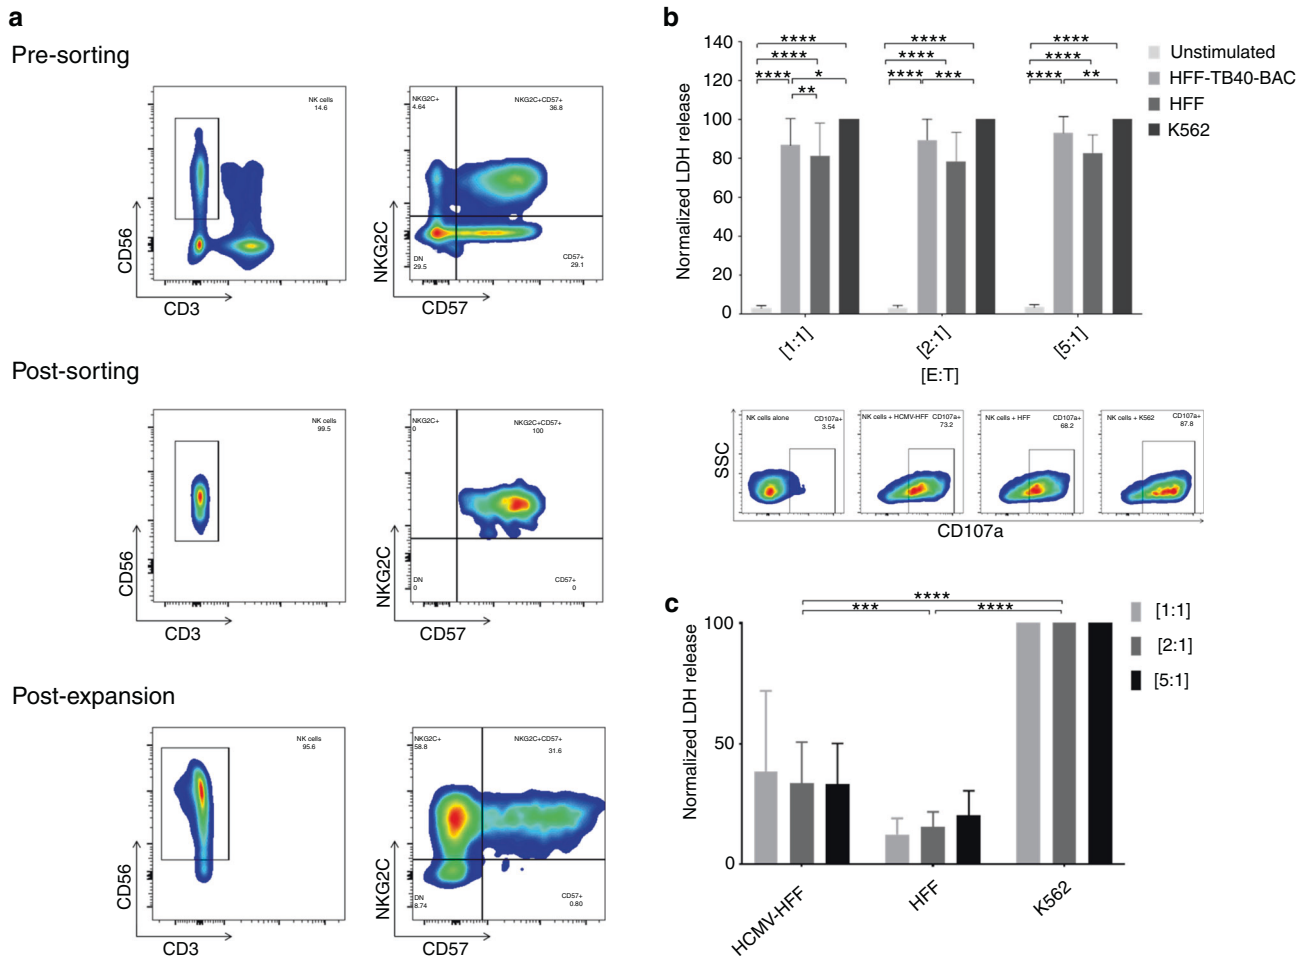 a
Pre-sorting
NK cells
14.6
CD56
CD3
NKG2C+
4.64
NKG2C+CD57+
36.8
DN
29.5
CD57+
29.1
NKG2C
CD57
Post-sorting
NK cells
99.5
CD56
CD3
NKG2C+
0
NKG2C+CD57+
100
DN
0
CD57+
0
NKG2C
CD57
Post-expansion
NK cells
95.6
CD56
CD3
NKG2C+
58.8
NKG2C+CD57+
31.6
DN
8.74
CD57+
0.80
NKG2C
CD57
b
Normalized LDH release
140
120
100
80
60
40
20
0
****
****
****
*
**
****
****
****
***
****
****
****
**
Unstimulated
HFF-TB40-BAC
HFF
K562
[1:1]
[2:1]
[5:1]
[E:T]
SSC
NK cells alone
CD107a+
3.54
NK cells + HCMV-HFF
CD107a+
73.2
NK cells + HFF
CD107a+
68.2
NK cells + K562
CD107a+
87.8
CD107a
c
Normalized LDH release
100
50
0
****
***
****
[1:1]
[2:1]
[5:1]
HCMV-HFF
HFF
K562